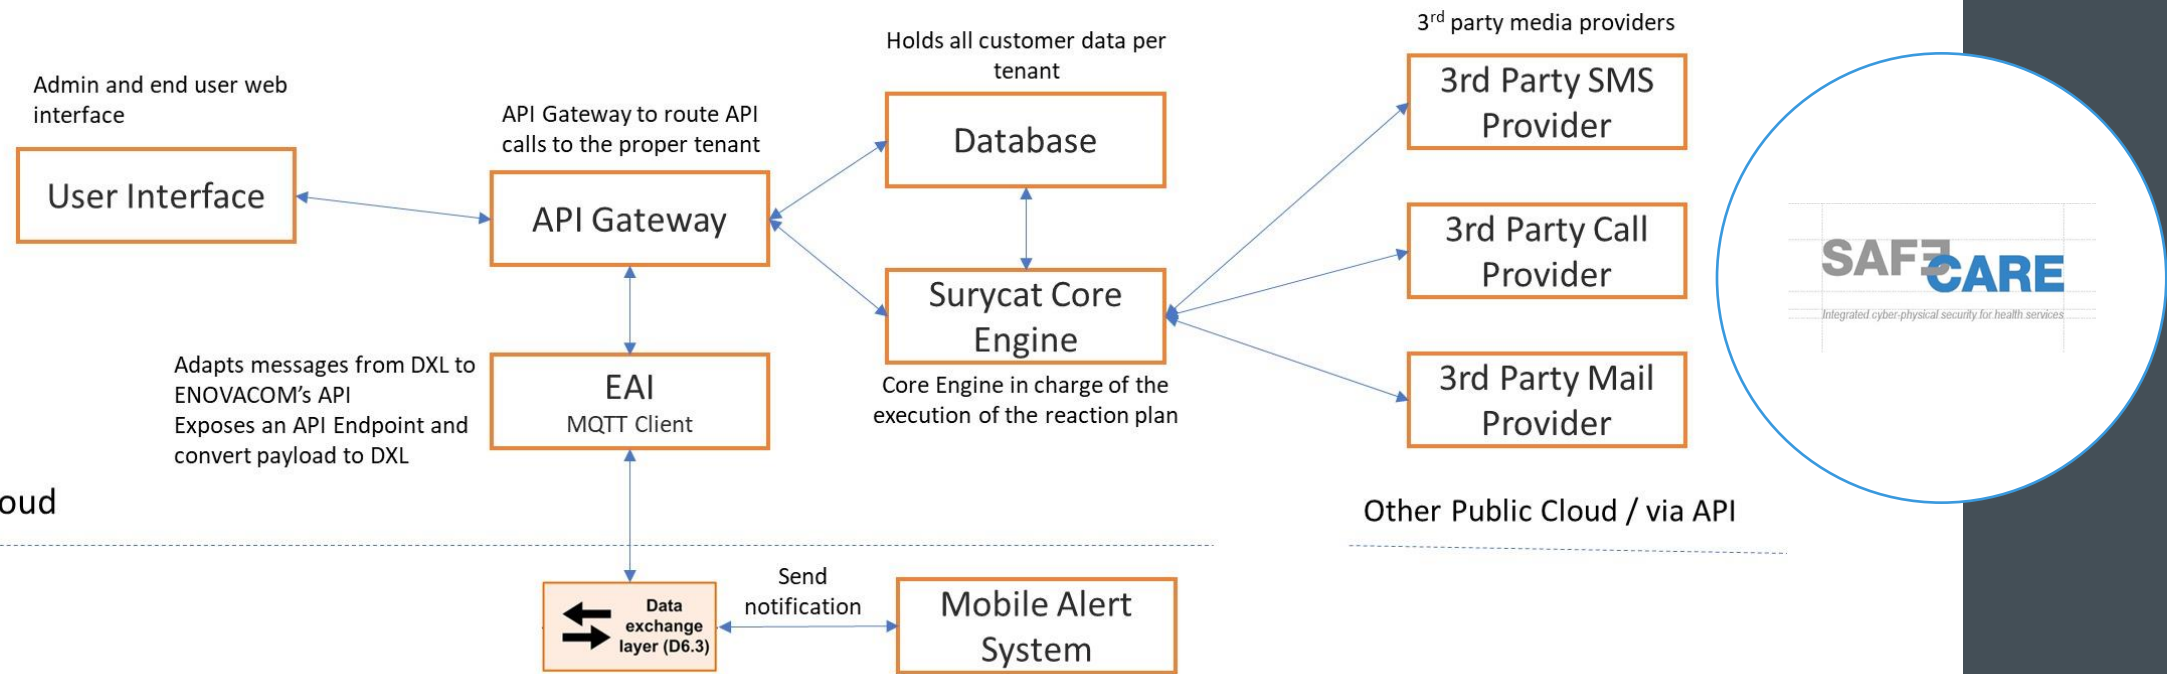 Admin and end user web
interface
User Interface
API Gateway to route API
calls to the proper tenant
API Gateway
Adapts messages from DXL to
ENOVACOM’s API
Exposes an API Endpoint and
convert payload to DXL
EAI
MQTT Client
Holds all customer data per
tenant
Database
Surycat Core
Engine
Core Engine in charge of the
execution of the reaction plan
3rd party media providers
3rd Party SMS
Provider
3rd Party Call
Provider
3rd Party Mail
Provider
oud
Other Public Cloud / via API
Data
exchange
layer (D6.3)
Send
notification
Mobile Alert
System
SAFECARE
Integrated cyber-physical security for health services